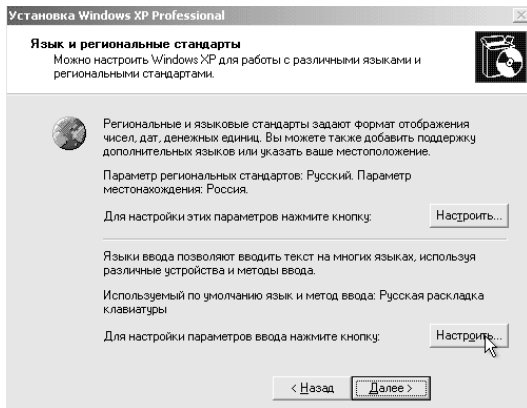 Установка Windows XP Professional
Язык и региональные стандарты
Можно настроить Windows XP для работы с различными языками и
региональными стандартами.
Региональные и языковые стандарты задают формат отображения
чисел, дат, денежных единиц. Вы можете также добавить поддержку
дополнительных языков или указать ваше местоположение.
Параметр региональных стандартов: Русский. Параметр
местонахождения: Россия.
Для настройки этих параметров нажмите кнопку: Настроить...
Языки ввода позволяют вводить текст на многих языках, используя
различные устройства и методы ввода.
Используемый по умолчанию язык и метод ввода: Русская раскладка
клавиатуры
Для настройки параметров ввода нажмите кнопку: Настроить...
< Назад Далее >